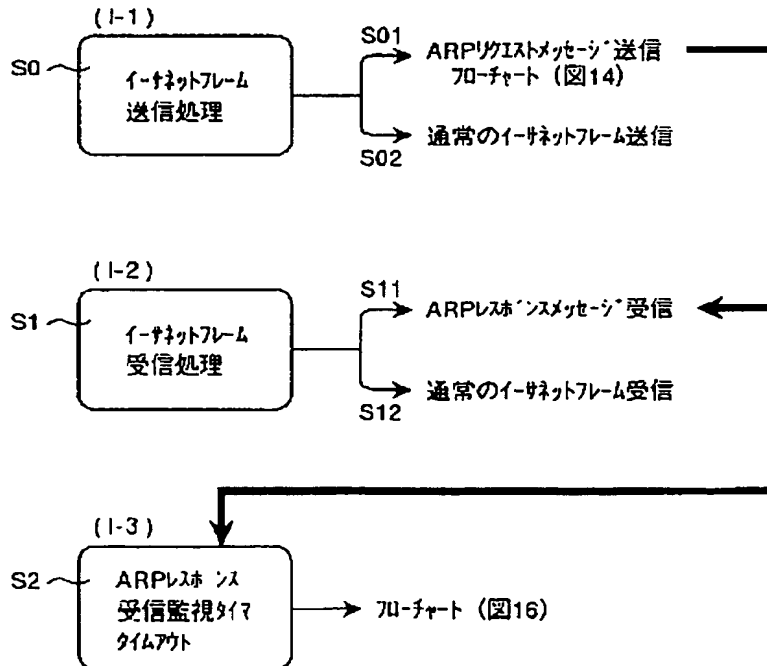 (I-1)
S0
イーサネットフレーム
送信処理
S01
ARPリクエストメッセージ送信
フローチャート (図14)
S02
通常のイーサネットフレーム送信
(I-2)
S1
イーサネットフレーム
受信処理
S11
ARPレスポンスメッセージ受信
S12
通常のイーサネットフレーム受信
(I-3)
S2
ARPレスポンス
受信監視タイマ
タイムアウト
フローチャート (図16)